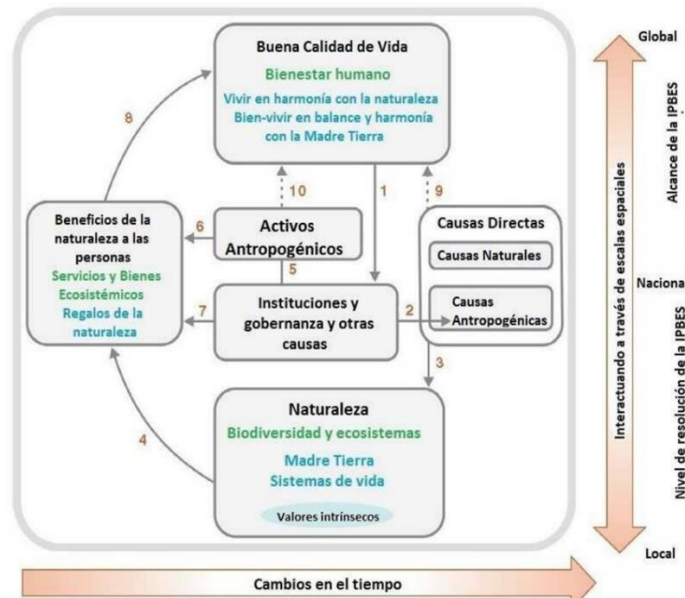 Buena Calidad de Vida
Bienestar humano
Vivir en harmonía con la naturaleza
Bien-vivir en balance y harmonía
con la Madre Tierra
8
10
1
9
Beneficios de la
naturaleza a las
personas
Servicios y Bienes
Ecosistémicos
Regalos de la
naturaleza
6
Activos
Antropogénicos
5
Causas Directas
Causas Naturales
Causas
Antropogénicas
7
Instituciones y
gobernanza y otras
causas
2
3
4
Naturaleza
Biodiversidad y ecosistemas
Madre Tierra
Sistemas de vida
Valores intrínsecos
Cambios en el tiempo
Global
Naciona
Local
Interactuando a través de escalas espaciales
Alcance de la IPBES
Nivel de resolución de la IPBES